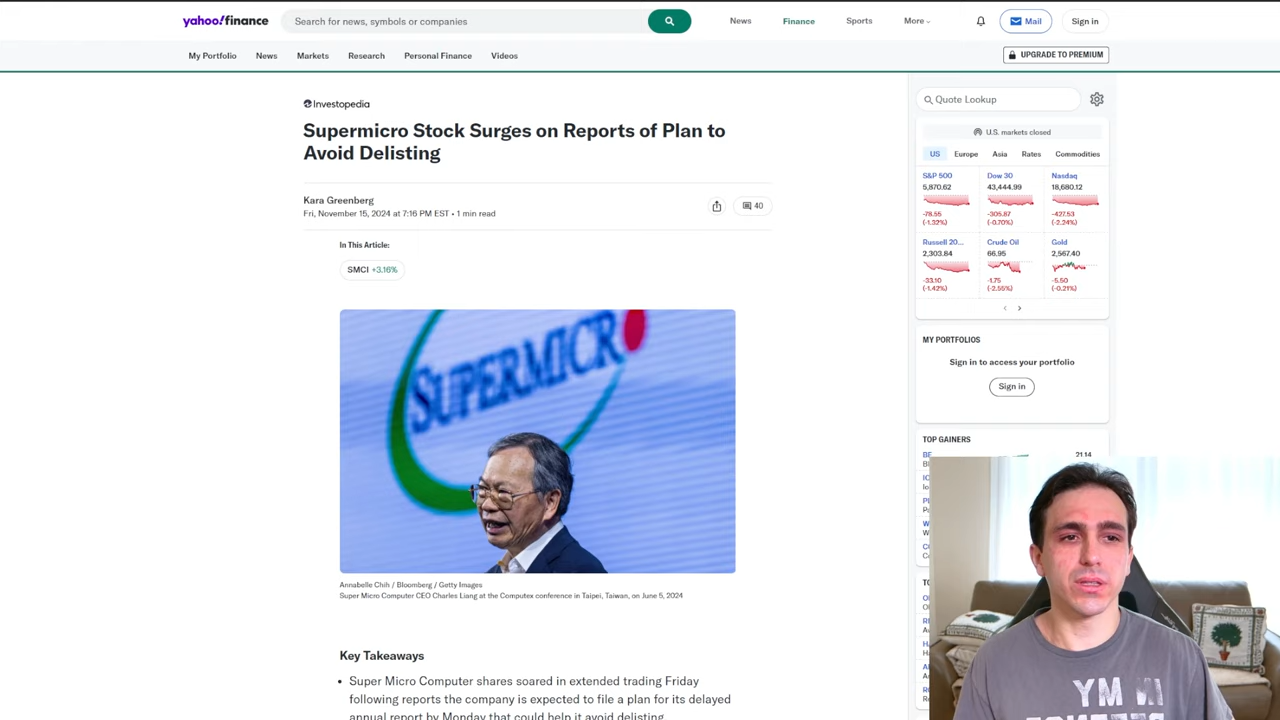 yahoo!finance
Search for news, symbols or companies
News
Finance
Sports
More
Mail
Sign in
My Portfolio
News
Markets
Research
Personal Finance
Videos
UPGRADE TO PREMIUM
Investopedia
Supermicro Stock Surges on Reports of Plan to
Avoid Delisting
Kara Greenberg
Fri, November 15, 2024 at 7:16 PM EST • 1 min read
40
In This Article:
SMCI +3.16%
SUPERMICR
Annabelle Chih / Bloomberg / Getty Images
Super Micro Computer CEO Charles Liang at the Computex conference in Taipei, Taiwan, on June 5, 2024
Key Takeaways
• Super Micro Computer shares soared in extended trading Friday
following reports the company is expected to file a plan for its delayed
annual report by Monday that could help it avoid delisting.
Quote Lookup
U.S. markets closed
US Europe Asia Rates Commodities
S&P 500 Dow 30 Nasdaq
5,870.62 43,444.99 18,680.12
-78.55 -305.87 -427.53
(-1.32%) (-0.70%) (-2.24%)
Russell 20... Crude Oil Gold
2,303.84 66.95 2,567.40
-33.10 -1.75 -5.50
(-1.42%) (-2.55%) (-0.21%)
MY PORTFOLIOS
Sign in to access your portfolio
Sign in
TOP GAINERS
21.14
MY